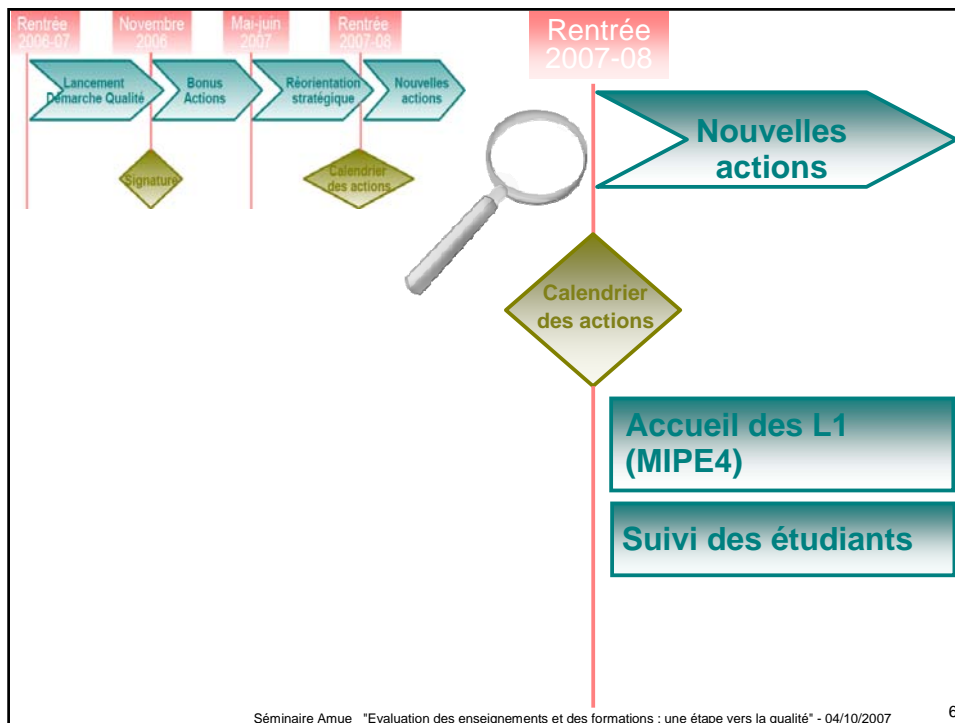 Rentrée
2006-07
Novembre
2006
Mai-juin
2007
Rentrée
2007-08
Lancement
Démarche Qualité
Bonus
Actions
Réorientation
stratégique
Nouvelles
actions
Signature
Calendrier
des actions
Rentrée
2007-08
Nouvelles
actions
Calendrier
des actions
Accueil des L1
(MIPE4)
Suivi des étudiants
Séminaire Amue "Evaluation des enseignements et des formations : une étape vers la qualité" - 04/10/2007
6